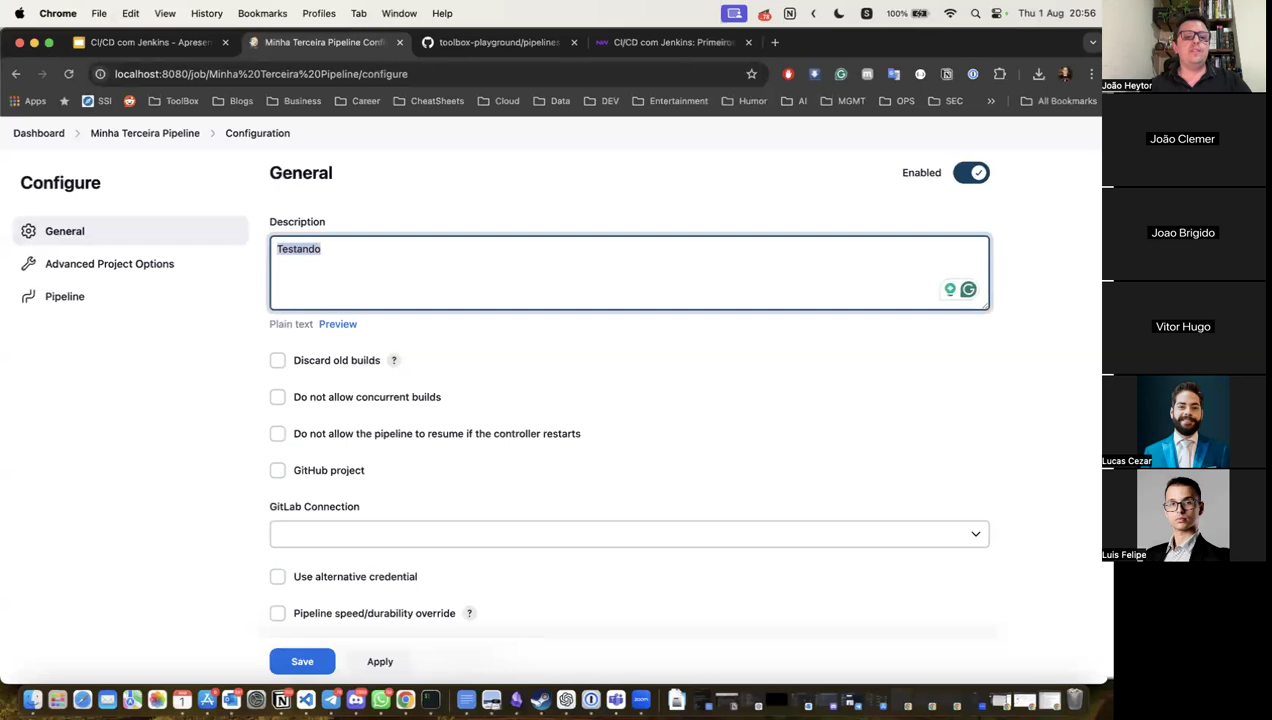 Chrome File Edit View History Bookmarks Profiles Tab Window Help
100% Thu 1 Aug 20:56
CI/CD com Jenkins - Apresen
Minha Terceira Pipeline Conf
toolbox-playground/pipelines
CI/CD com Jenkins: Primeiro
localhost:8080/job/Minha%20Terceira%20Pipeline/configure
Apps SSI ToolBox Blogs Business Career CheatSheets Cloud Data DEV Entertainment Humor AI MGMT OPS SEC » All Bookmarks
Dashboard Minha Terceira Pipeline Configuration
Configure
General
Advanced Project Options
Pipeline
General
Enabled
Description
Testando
Plain text Preview
Discard old builds ?
Do not allow concurrent builds
Do not allow the pipeline to resume if the controller restarts
GitHub project
GitLab Connection
Use alternative credential
Pipeline speed/durability override ?
Save Apply
João Heytor
João Clemer
Joao Brigido
Vitor Hugo
Lucas Cezar
Luis Felipe